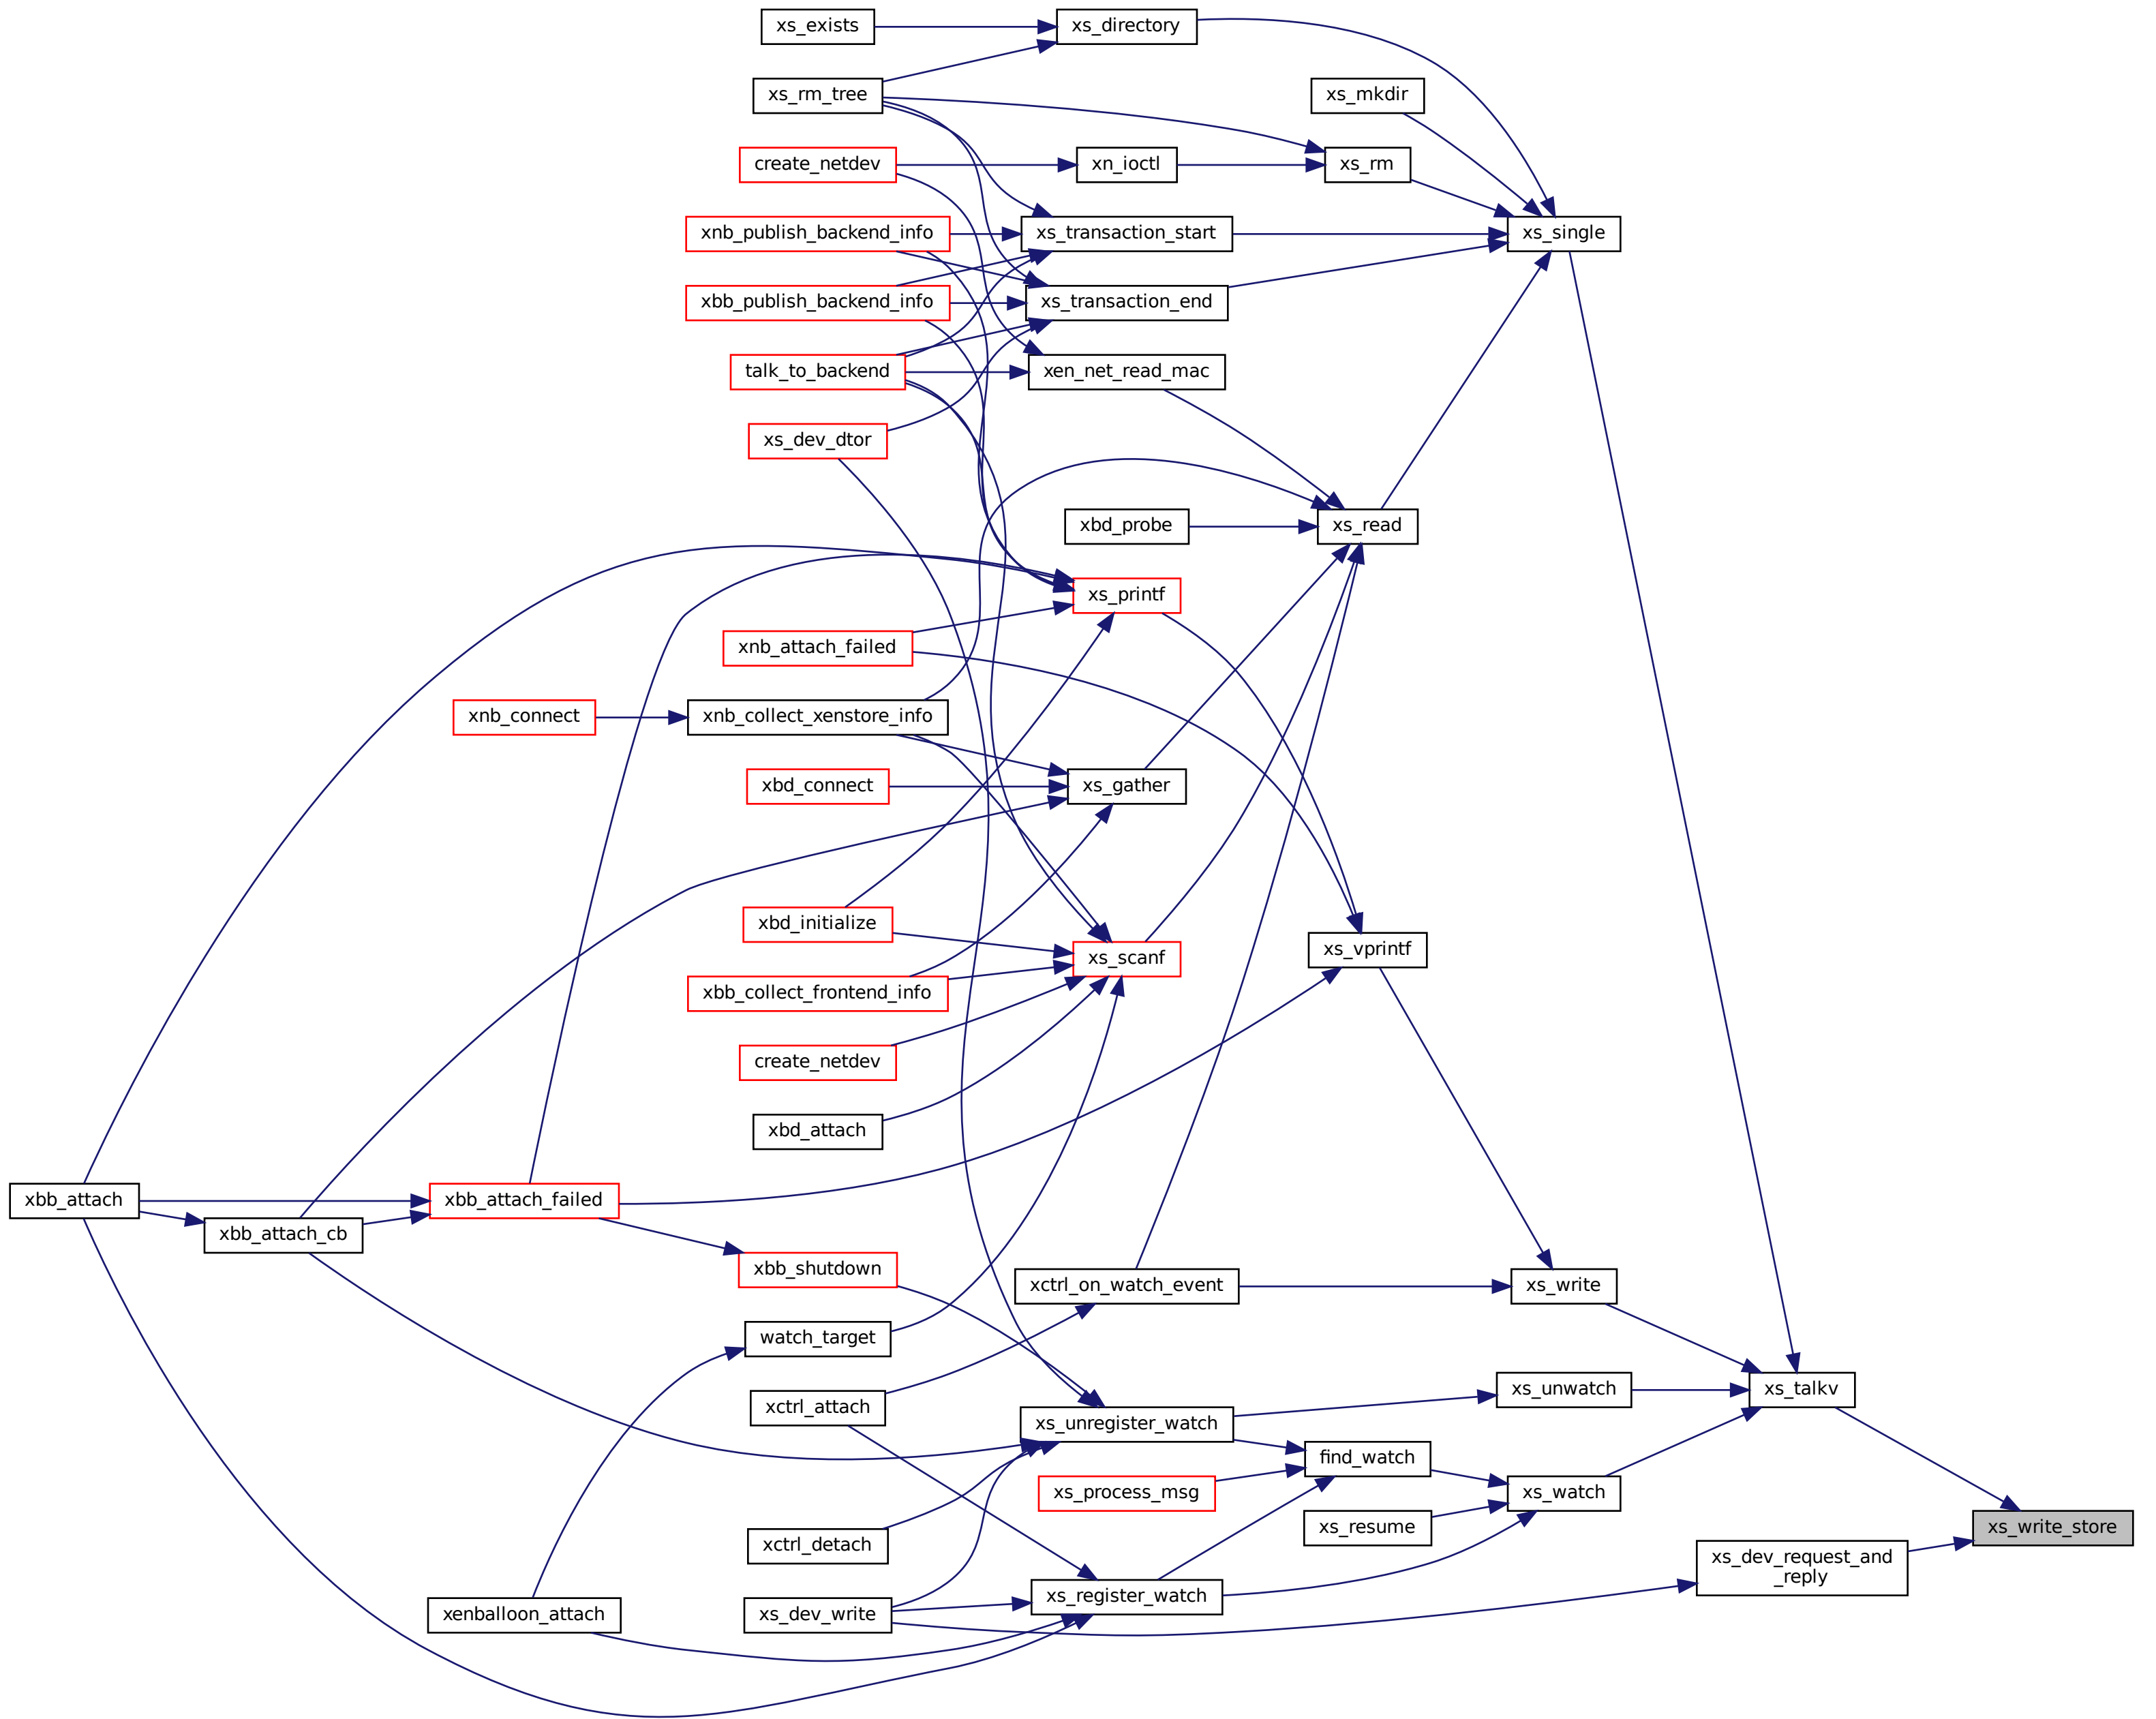 xs_exists
xs_directory
xs_rm_tree
xs_mkdir
create_netdev
xn_ioctl
xs_rm
xnb_publish_backend_info
xs_transaction_start
xs_single
xbb_publish_backend_info
xs_transaction_end
talk_to_backend
xen_net_read_mac
xs_dev_dtor
xbd_probe
xs_read
xs_printf
xnb_attach_failed
xnb_connect
xnb_collect_xenstore_info
xbd_connect
xs_gather
xbd_initialize
xs_vprintf
xs_scanf
xbb_collect_frontend_info
create_netdev
xbd_attach
xbb_attach
xbb_attach_failed
xbb_attach_cb
xbb_shutdown
xctrl_on_watch_event
xs_write
watch_target
xctrl_attach
xs_unwatch
xs_talkv
xs_unregister_watch
find_watch
xs_process_msg
xs_watch
xs_resume
xs_write_store
xctrl_detach
xs_dev_request_and
_reply
xs_register_watch
xenballoon_attach
xs_dev_write